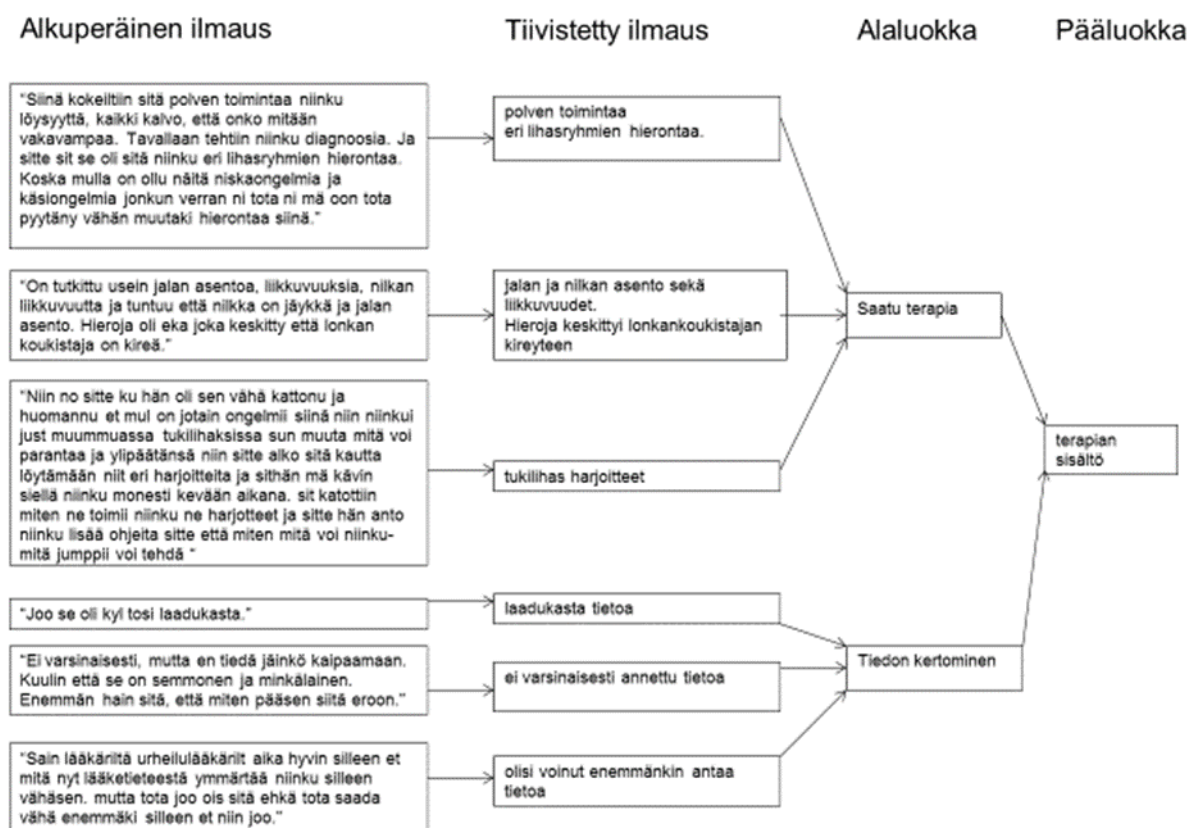 Alkuperäinen ilmaus
Tiivistetty ilmaus
Alaluokka
Pääluokka
"Siinä kokeiltiin sitä polven toimintaa niinku
löysyyttä, kaikki kalvo, että onko mitään
vakavampaa. Tavallaan tehtiin niinku diagnoosia. Ja
sitte sit se oli sitä niinku eri lihasryhmien hierontaa.
Koska mulla on ollu näitä niskaongelmia ja
käsiongelmia jonkun verran ni tota ni mä oon tota
pyytäny vähän muutaki hierontaa siinä."
polven toimintaa
eri lihasryhmien hierontaa.
"On tutkittu usein jalan asentoa, liikkuvuuksia, nilkan
liikkuvuutta ja tuntuu että nilkka on jäykkä ja jalan
asento. Hieroja oli eka joka keskitty että lonkan
koukistaja on kireä."
jalan ja nilkan asento sekä
liikkuvuudet.
Hieroja keskittyi lonkankoukistajan
kireyteen
Saatu terapia
"Niin no sitte ku hän oli sen vähä kattonu ja
huomannu et mul on jotain ongelmii siinä niin niinkui
just muummuassa tukilihaksissa sun muuta mitä voi
parantaa ja ylipäätänsä niin sitte alko sitä kautta
löytämään niit eri harjoitteita ja sithän mä kävin
siellä niinku monesti kevään aikana. sit katottiin
miten ne toimii niinku ne harjotteet ja sitte hän anto
niinku lisää ohjeita sitte että miten mitä voi niinku-
mitä jumppii voi tehdä "
tukilihas harjoitteet
terapian
sisältö
"Joo se oli kyl tosi laadukasta."
laadukasta tietoa
"Ei varsinaisesti, mutta en tiedä jäinkö kaipaamaan.
Kuulin että se on semmonen ja minkälainen.
Enemmän hain sitä, että miten pääsen siitä eroon."
ei varsinaisesti annettu tietoa
Tiedon kertominen
"Sain lääkäriltä urheilulääkärilt aika hyvin silleen et
mitä nyt lääketieteestä ymmärtää niinku silleen
vähäsen. mutta tota joo ois sitä ehkä tota saada
vähä enemmäki silleen et niin joo."
olisi voinut enemmänkin antaa
tietoa